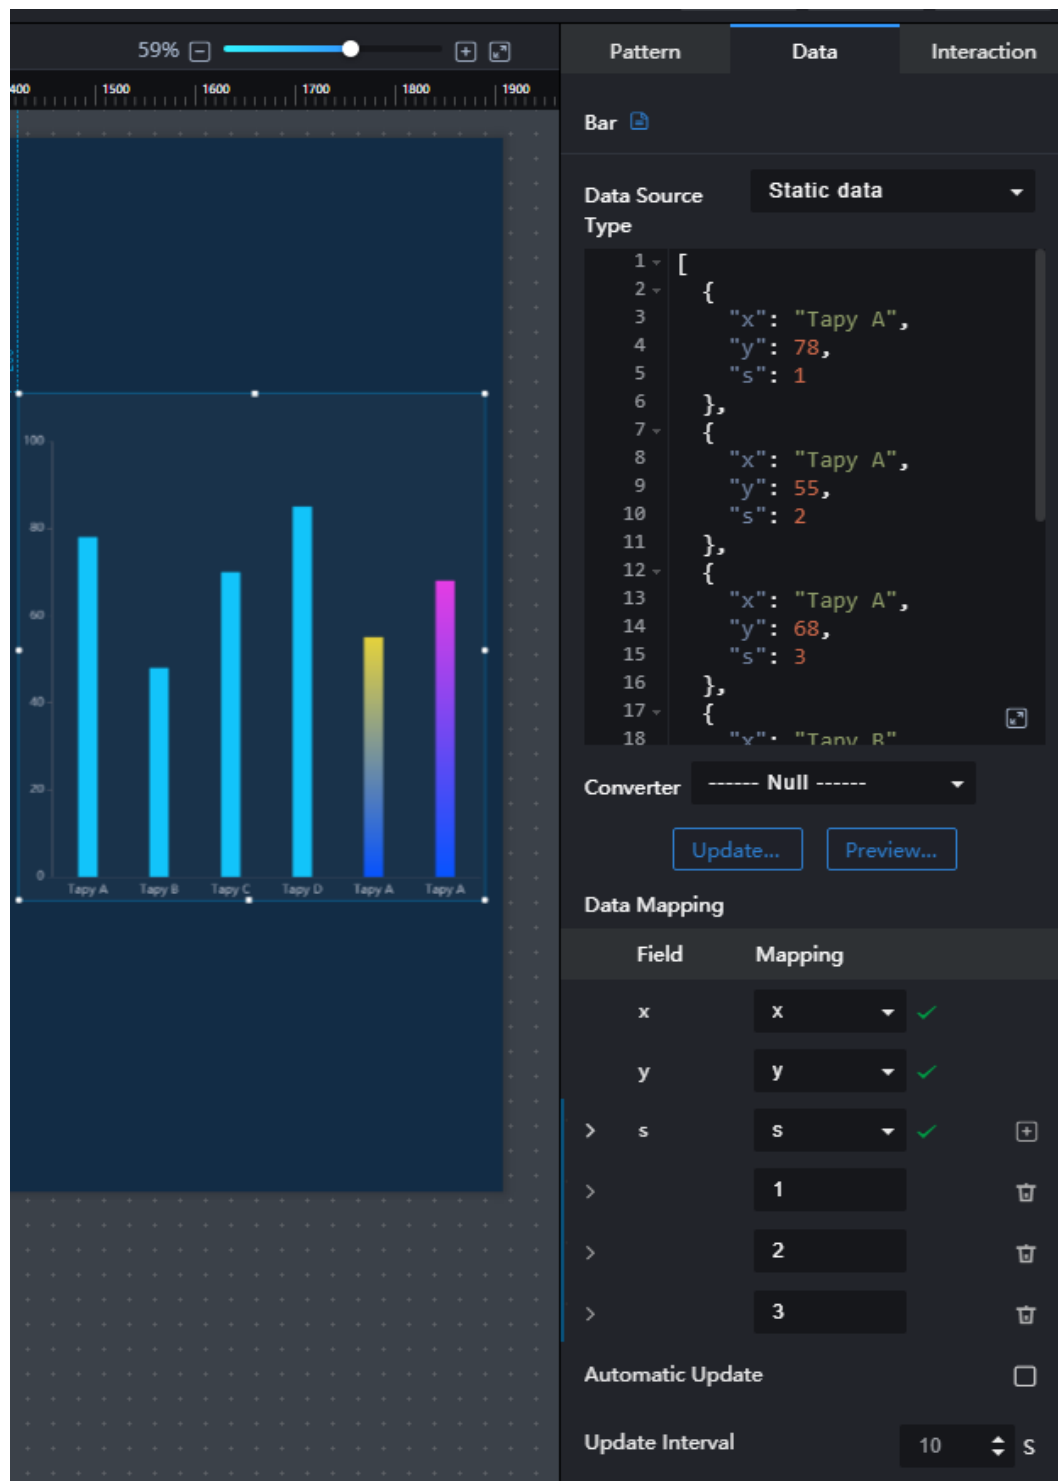 59%
Pattern Data Interaction
400 1500 1600 1700 1800 1900
Bar
Data Source
Type
Static data
1 [
2 {
3 "x": "Tapy A",
4 "y": 78,
5 "s": 1
6 },
7 {
8 "x": "Tapy A",
9 "y": 55,
10 "s": 2
11 },
12 {
13 "x": "Tapy A",
14 "y": 68,
15 "s": 3
16 },
17 {
18 "x": "Tapy B"
100
80
60
40
20
0
Tapy A Tapy B Tapy C Tapy D Tapy A Tapy A
Converter ------ Null ------
Update... Preview...
Data Mapping
Field Mapping
x x
y y
s s
1
2
3
Automatic Update
Update Interval 10 S